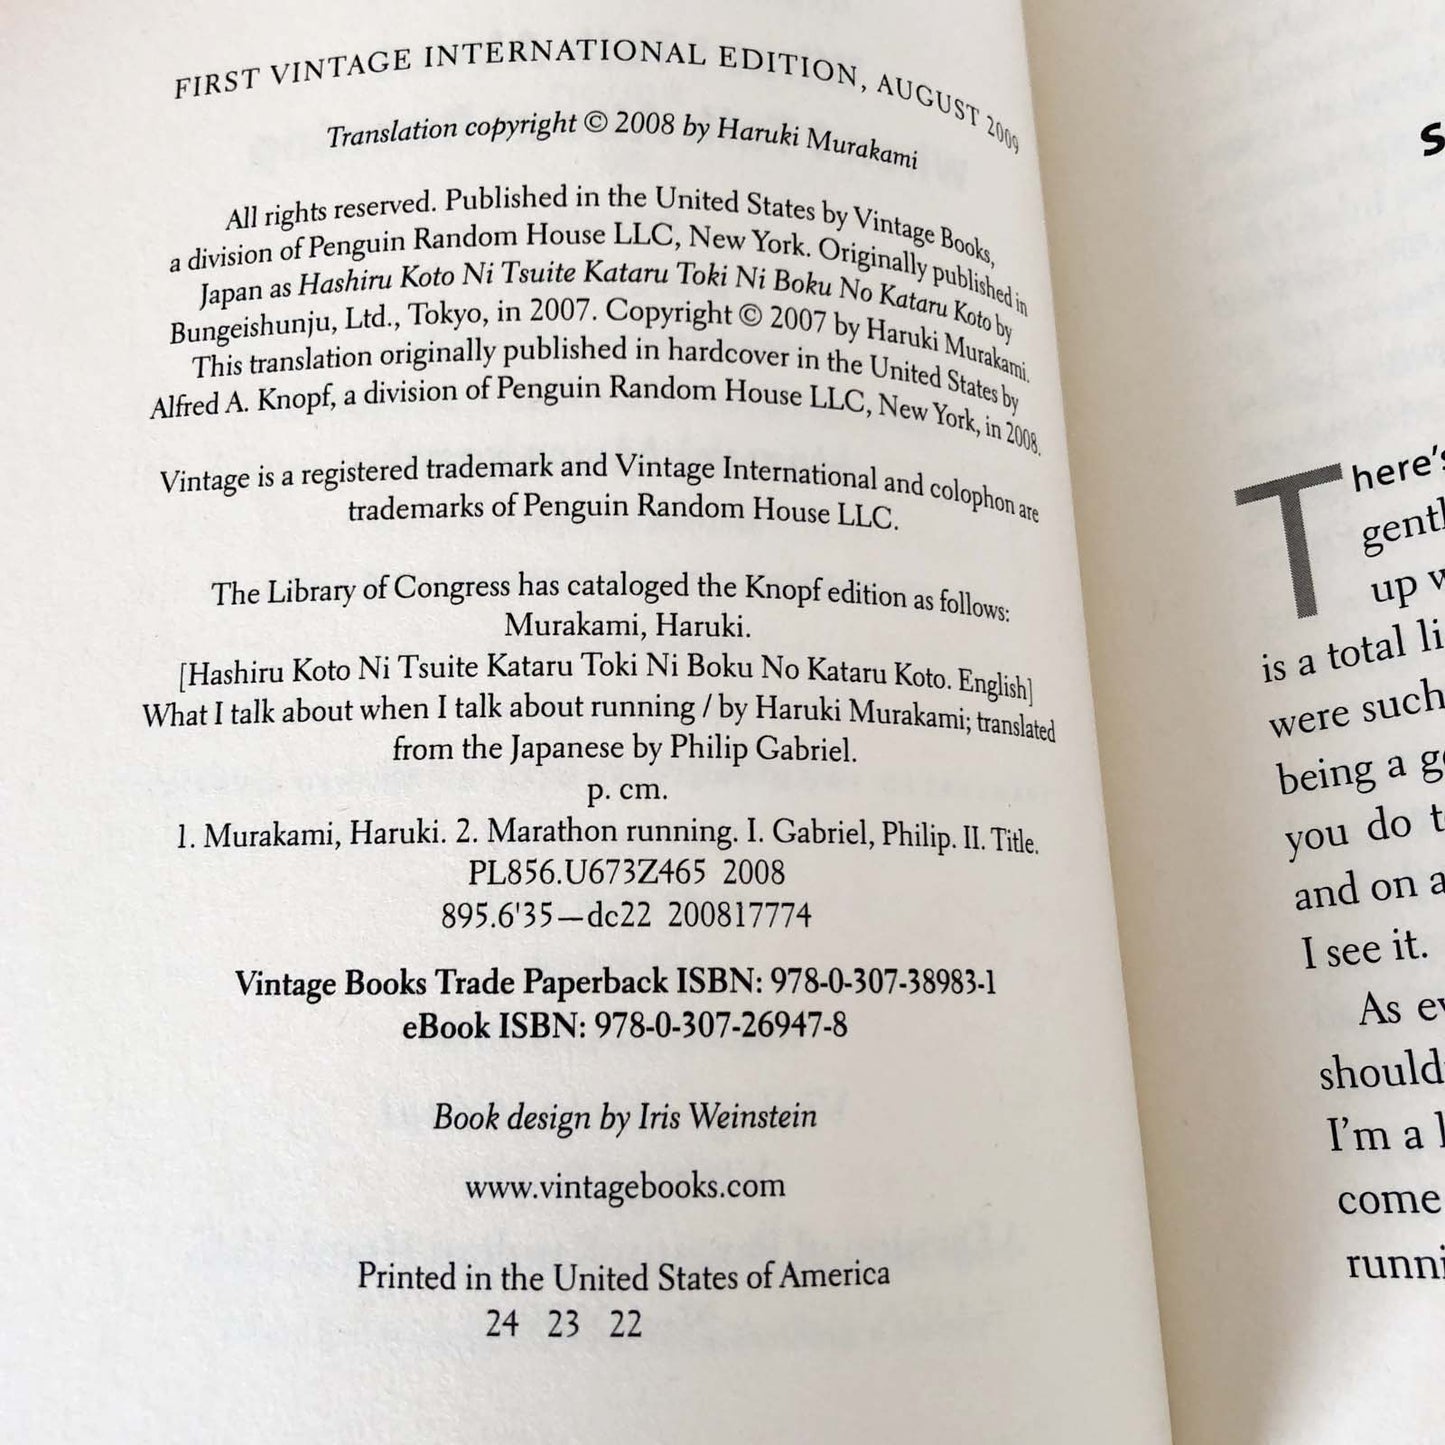 FIRST VINTAGE INTERNATIONAL EDITION, AUGUST 2009
Translation copyright © 2008 by Haruki Murakami
All rights reserved. Published in the United States by Vintage Books,
a division of Penguin Random House LLC, New York. Originally published in
Japan as Hashiru Koto Ni Tsuite Kataru Toki Ni Boku No Kataru Koto by
Bungeishunju, Ltd., Tokyo, in 2007. Copyright © 2007 by Haruki Murakami.
This translation originally published in hardcover in the United States by
Alfred A. Knopf, a division of Penguin Random House LLC, New York, in 2008.
Vintage is a registered trademark and Vintage International and colophon are
trademarks of Penguin Random House LLC.
The Library of Congress has cataloged the Knopf edition as follows:
Murakami, Haruki.
[Hashiru Koto Ni Tsuite Kataru Toki Ni Boku No Kataru Koto. English]
What I talk about when I talk about running / by Haruki Murakami; translated
from the Japanese by Philip Gabriel.
p. cm.
1. Murakami, Haruki. 2. Marathon running. I. Gabriel, Philip. II. Title.
PL856.U673Z465 2008
895.6'35—dc22 200817774
Vintage Books Trade Paperback ISBN: 978-0-307-38983-1
eBook ISBN: 978-0-307-26947-8
Book design by Iris Weinstein
www.vintagebooks.com
Printed in the United States of America
24 23 22
There's
up
is a total
were such
being a
you do
and on
I see it.
As
should
I'm a
come